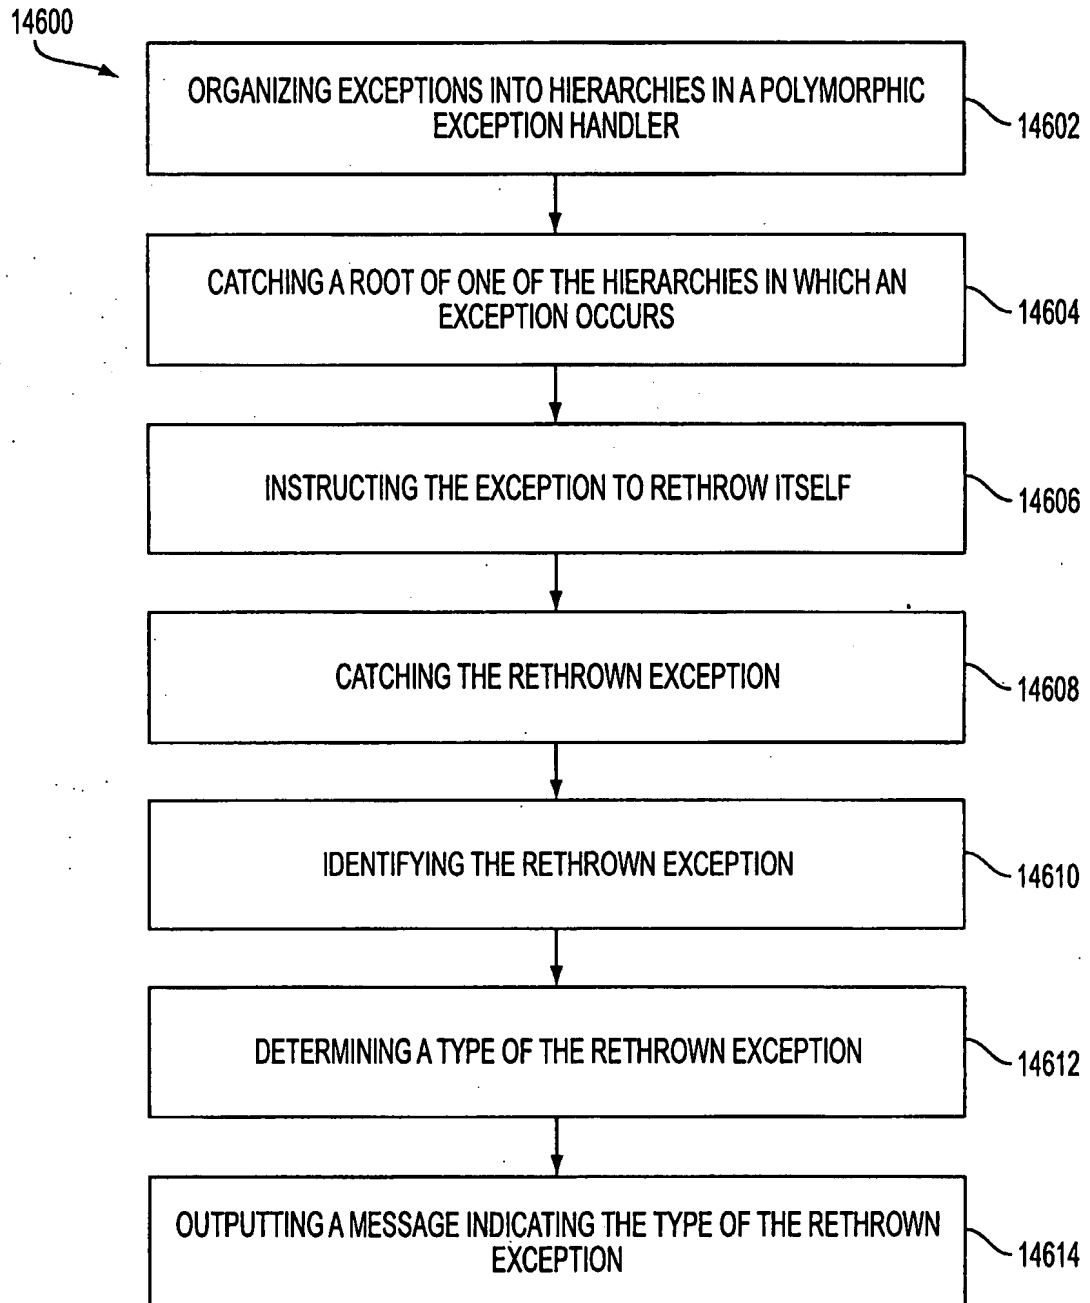 14600
ORGANIZING EXCEPTIONS INTO HIERARCHIES IN A POLYMORPHIC
EXCEPTION HANDLER
14602
CATCHING A ROOT OF ONE OF THE HIERARCHIES IN WHICH AN
EXCEPTION OCCURS
14604
INSTRUCTING THE EXCEPTION TO RETHROW ITSELF
14606
CATCHING THE RETHROWN EXCEPTION
14608
IDENTIFYING THE RETHROWN EXCEPTION
14610
DETERMINING A TYPE OF THE RETHROWN EXCEPTION
14612
OUTPUTTING A MESSAGE INDICATING THE TYPE OF THE RETHROWN
EXCEPTION
14614